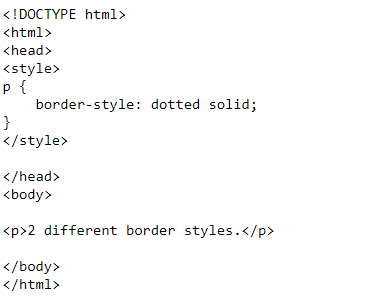 <!DOCTYPE html>
<html>
<head>
<style>
p {
    border-style: dotted solid;
}
</style>

</head>
<body>

<p>2 different border styles.</p>

</body>
</html>